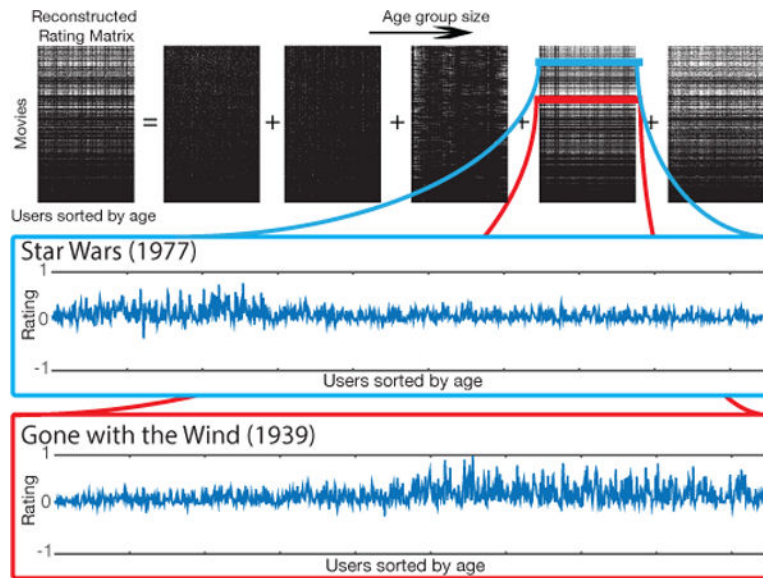 Reconstructed
Rating Matrix
Age group size
Movies
=
+
+
+
+
Users sorted by age
Star Wars (1977)
1
Rating
0
-1
Users sorted by age
Gone with the Wind (1939)
1
Rating
0
-1
Users sorted by age